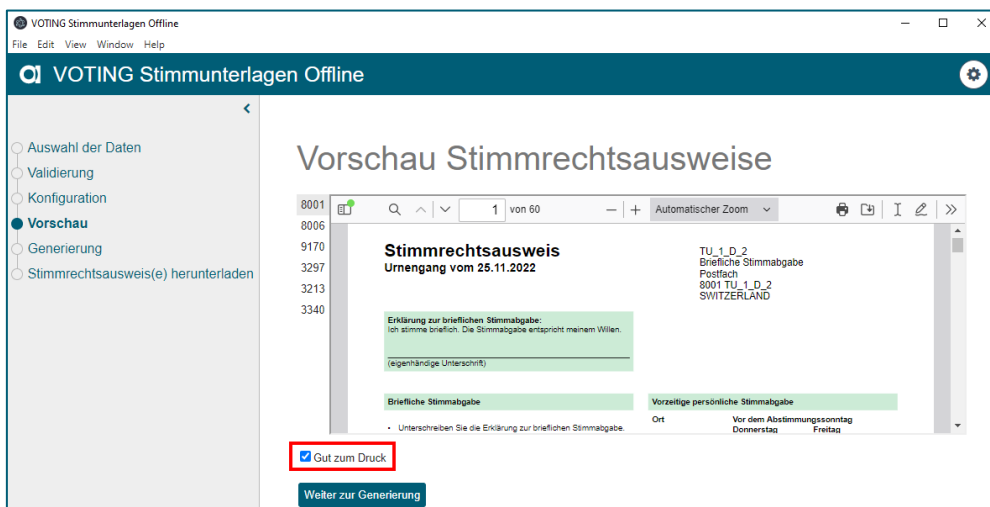 VOTING Stimmunterlagen Offline
File Edit View Window Help
VOTING Stimmunterlagen Offline
Auswahl der Daten
Validierung
Konfiguration
Vorschau
Generierung
Stimmrechtsausweis(e) herunterladen
Vorschau Stimmrechtsausweise
8001
8006
9170
3297
3213
3340
1 von 60
Automatischer Zoom
Stimmrechtsausweis
Urnengang vom 25.11.2022
TU_1_D_2
Briefliche Stimmabgabe
Postfach
8001 TU_1_D_2
SWITZERLAND
Erklärung zur brieflichen Stimmabgabe:
Ich stimme brieflich. Die Stimmabgabe entspricht meinem Willen.
(eigenhändige Unterschrift)
Briefliche Stimmabgabe
• Unterschreiben Sie die Erklärung zur brieflichen Stimmabgabe.
Vorzeitige persönliche Stimmabgabe
Ort Vor dem Abstimmungssonntag
Donnerstag Freitag
Gut zum Druck
Weiter zur Generierung